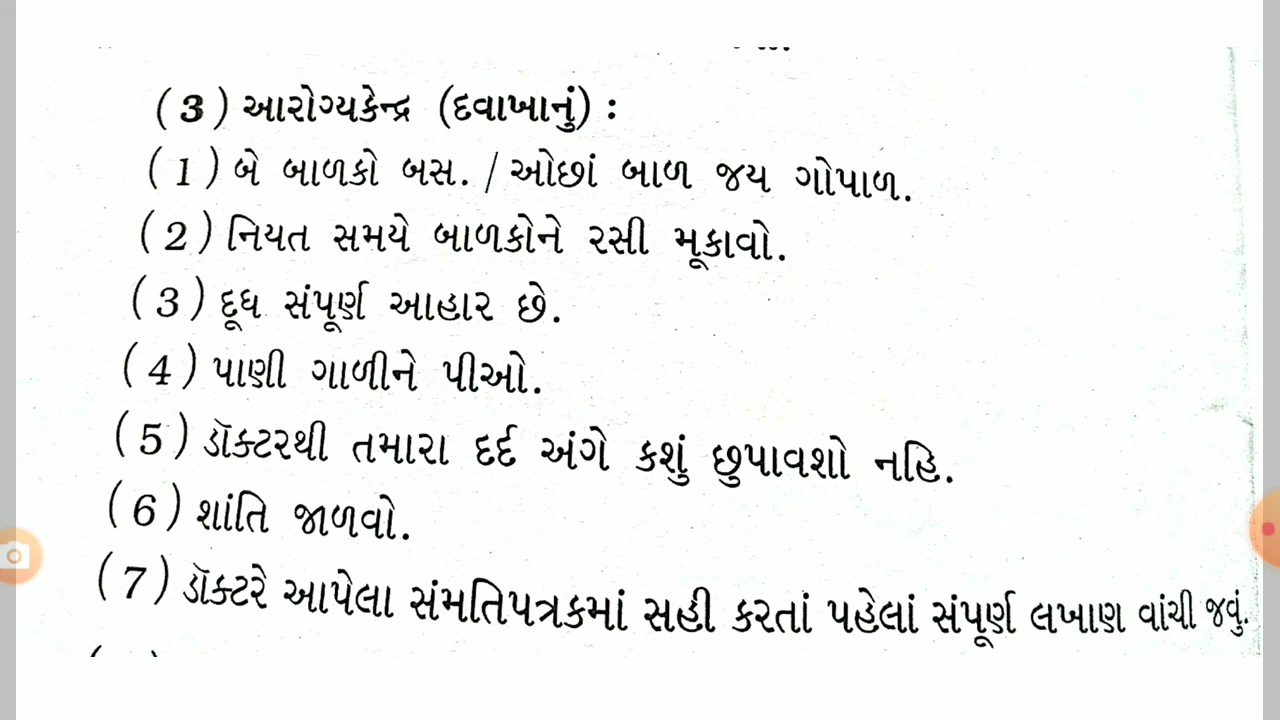 (3) આરોગ્યકેન્દ્ર (દવાખાનું) :
(1) બે બાળકો બસ. / ઓછાં બાળ જય ગોપાળ.
(2) નિયત સમયે બાળકોને રસી મૂકાવો.
(3) દૂધ સંપૂર્ણ આહાર છે.
(4) પાણી ગાળીને પીઓ.
(5) ડૉક્ટરથી તમારા દર્દ અંગે કશું છુપાવશો નહિ.
(6) શાંતિ જાળવો.
(7) ડૉક્ટરે આપેલા સંમતિપત્રકમાં સહી કરતાં પહેલાં સંપૂર્ણ લખાણ વાંચી જવું.